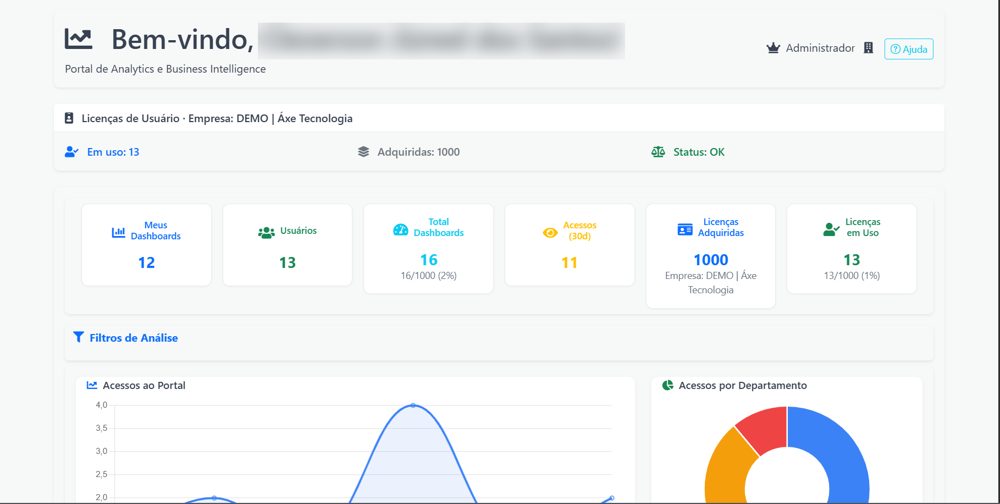 Bem-vindo,
Portal de Analytics e Business Intelligence
Administrador
Ajuda
Licenças de Usuário · Empresa: DEMO | Áxe Tecnologia
Em uso: 13
Adquiridas: 1000
Status: OK
Meus
Dashboards
12
Usuários
13
Total
Dashboards
16
16/1000 (2%)
Acessos
(30d)
11
Licenças
Adquiridas
1000
Empresa: DEMO | Áxe
Tecnologia
Licenças
em Uso
13
13/1000 (1%)
Filtros de Análise
Acessos ao Portal
4,0
3,5
3,0
2,5
2,0
Acessos por Departamento